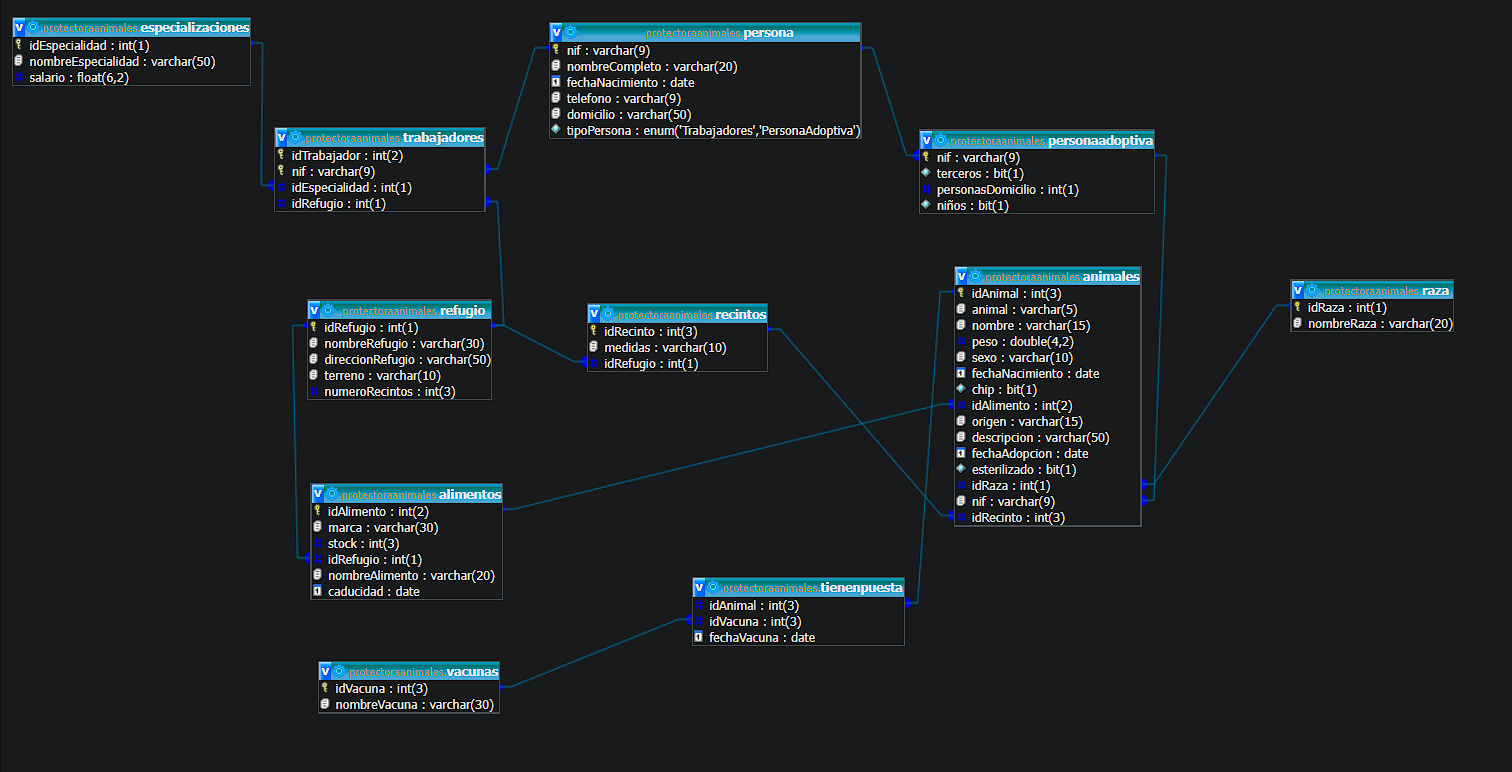 protectoraanimales.especializaciones
idEspecialidad : int(1)
nombreEspecialidad : varchar(50)
salario : float(6,2)
protectoraanimales.persona
nif : varchar(9)
nombreCompleto : varchar(20)
fechaNacimiento : date
telefono : varchar(9)
domicilio : varchar(50)
tipoPersona : enum('Trabajadores','PersonaAdoptiva')
protectoraanimales.trabajadores
idTrabajador : int(2)
nif : varchar(9)
idEspecialidad : int(1)
idRefugio : int(1)
protectoraanimales.personaadoptiva
nif : varchar(9)
terceros : bit(1)
personasDomicilio : int(1)
niños : bit(1)
protectoraanimales.animales
idAnimal : int(3)
animal : varchar(5)
nombre : varchar(15)
peso : double(4,2)
sexo : varchar(10)
fechaNacimiento : date
chip : bit(1)
idAlimento : int(2)
origen : varchar(15)
descripcion : varchar(50)
fechaAdopcion : date
esterilizado : bit(1)
idRaza : int(1)
nif : varchar(9)
idRecinto : int(3)
protectoraanimales.raza
idRaza : int(1)
nombreRaza : varchar(20)
protectoraanimales.refugio
idRefugio : int(1)
nombreRefugio : varchar(30)
direccionRefugio : varchar(50)
terreno : varchar(10)
numeroRecintos : int(3)
protectoraanimales.recintos
idRecinto : int(3)
medidas : varchar(10)
idRefugio : int(1)
protectoraanimales.alimentos
idAlimento : int(2)
marca : varchar(30)
stock : int(3)
idRefugio : int(1)
nombreAlimento : varchar(20)
caducidad : date
protectoraanimales.tienenpuesta
idAnimal : int(3)
idVacuna : int(3)
fechaVacuna : date
protectoraanimales.vacunas
idVacuna : int(3)
nombreVacuna : varchar(30)